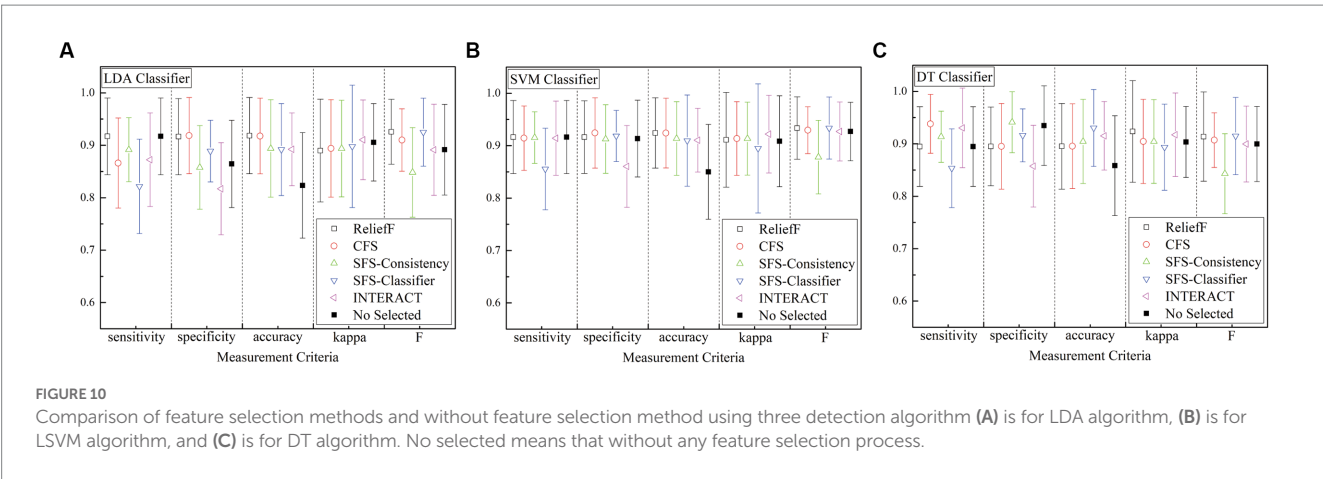 A
LDA Classifier
1.0
0.9
0.8
0.7
0.6
ReliefF
CFS
SFS-Consistency
SFS-Classifier
INTERACT
No Selected
sensitivity specificity accuracy kappa F
Measurement Criteria
B
SVM Classifier
1.0
0.9
0.8
0.7
0.6
ReliefF
CFS
SFS-Consistency
SFS-Classifier
INTERACT
No Selected
sensitivity specificity accuracy kappa F
Measurement Criteria
C
DT Classifier
1.0
0.9
0.8
0.7
0.6
ReliefF
CFS
SFS-Consistency
SFS-Classifier
INTERACT
No Selected
sensitivity specificity accuracy kappa F
Measurement Criteria
FIGURE 10
Comparison of feature selection methods and without feature selection method using three detection algorithm (A) is for LDA algorithm, (B) is for
LSVM algorithm, and (C) is for DT algorithm. No selected means that without any feature selection process.